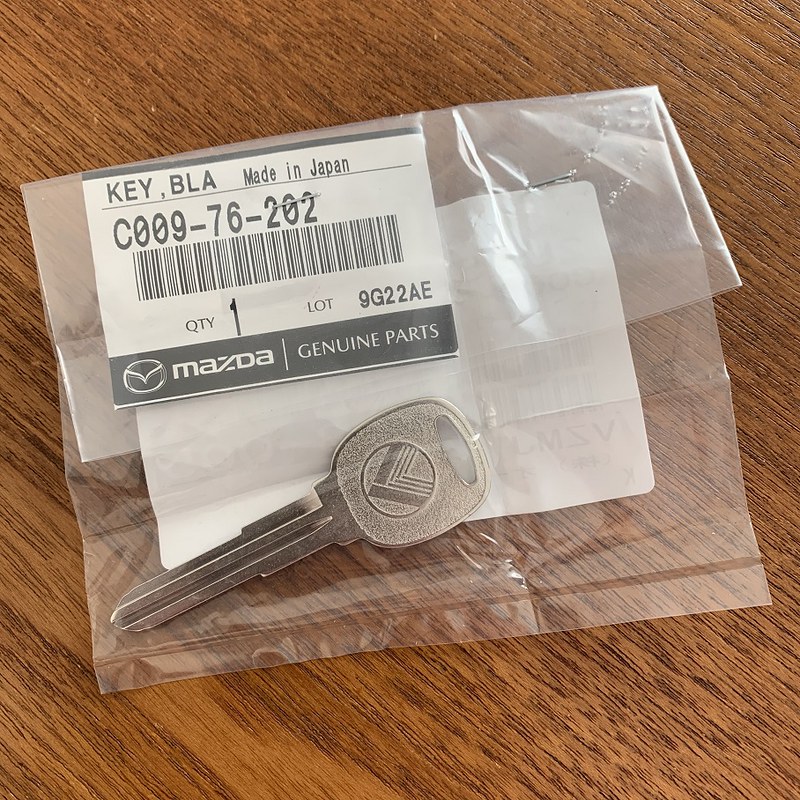 KEY,BLA Made in Japan
C009-76-202
QTY 1 LOT 9G22AE
mazda GENUINE PARTS